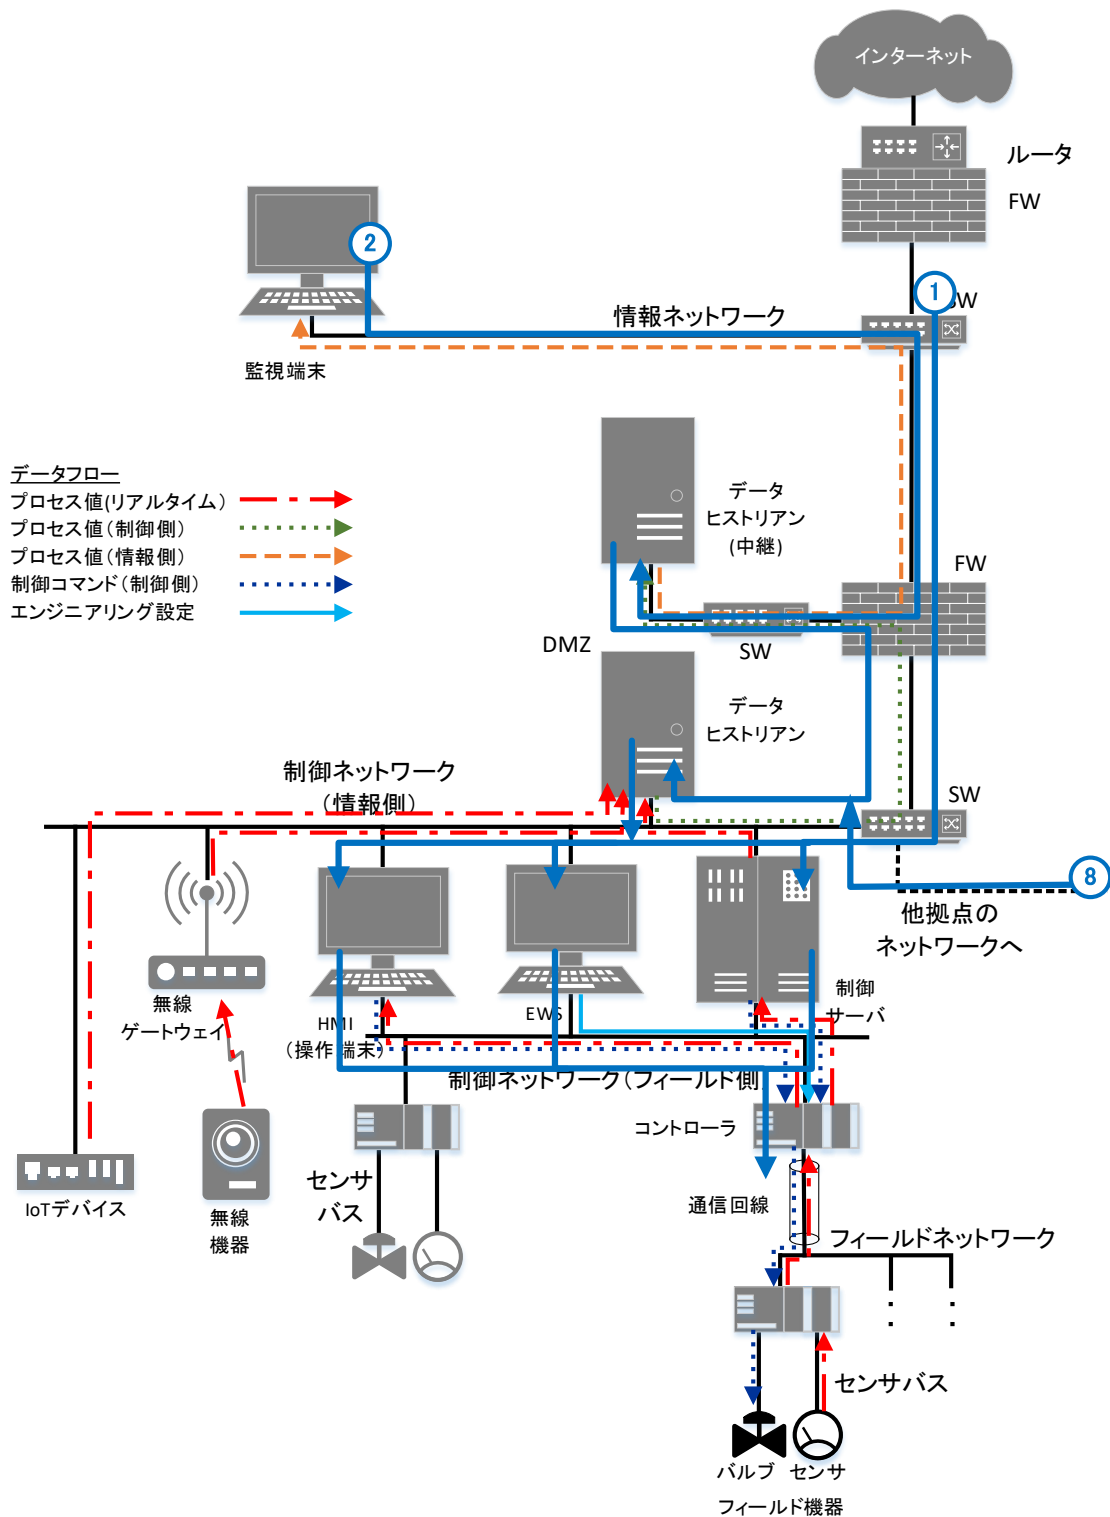 インターネット
ルータ
FW
2
1
SW
情報ネットワーク
監視端末
データフロー
プロセス値(リアルタイム)
プロセス値(制御側)
プロセス値(情報側)
制御コマンド(制御側)
エンジニアリング設定
データ
ヒストリアン
(中継)
FW
DMZ
SW
データ
ヒストリアン
制御ネットワーク
(情報側)
SW
8
他拠点の
ネットワークへ
無線
ゲートウェイ
HMI
(操作端末)
EWS
制御
サーバ
制御ネットワーク(フィールド側)
コントローラ
センサ
バス
通信回線
IoTデバイス
無線
機器
フィールドネットワーク
センサバス
バルブ センサ
フィールド機器